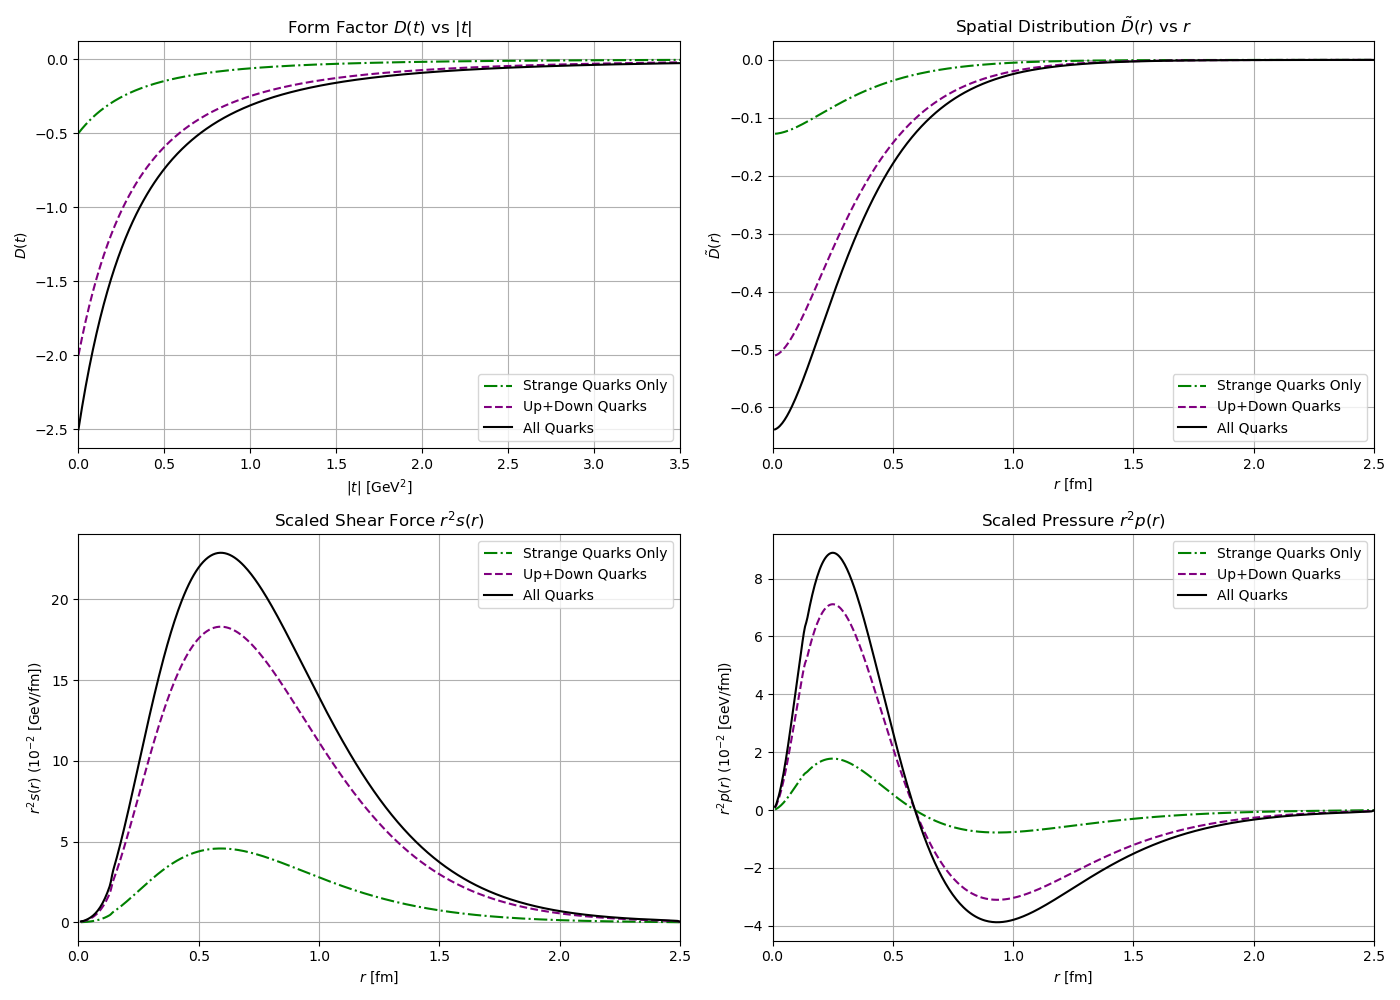 Form Factor D(t) vs |t|
0.0
−0.5
−1.0
−1.5
−2.0
−2.5
D(t)
Strange Quarks Only
Up+Down Quarks
All Quarks
0.0 0.5 1.0 1.5 2.0 2.5 3.0 3.5
|t| [GeV²]
Spatial Distribution D̃(r) vs r
0.0
−0.1
−0.2
−0.3
−0.4
−0.5
−0.6
D̃(r)
Strange Quarks Only
Up+Down Quarks
All Quarks
0.0 0.5 1.0 1.5 2.0 2.5
r [fm]
Scaled Shear Force r²s(r)
20
15
10
5
0
r²s(r) (10⁻² [GeV/fm])
Strange Quarks Only
Up+Down Quarks
All Quarks
0.0 0.5 1.0 1.5 2.0 2.5
r [fm]
Scaled Pressure r²p(r)
8
6
4
2
0
−2
−4
r²p(r) (10⁻² [GeV/fm])
Strange Quarks Only
Up+Down Quarks
All Quarks
0.0 0.5 1.0 1.5 2.0 2.5
r [fm]